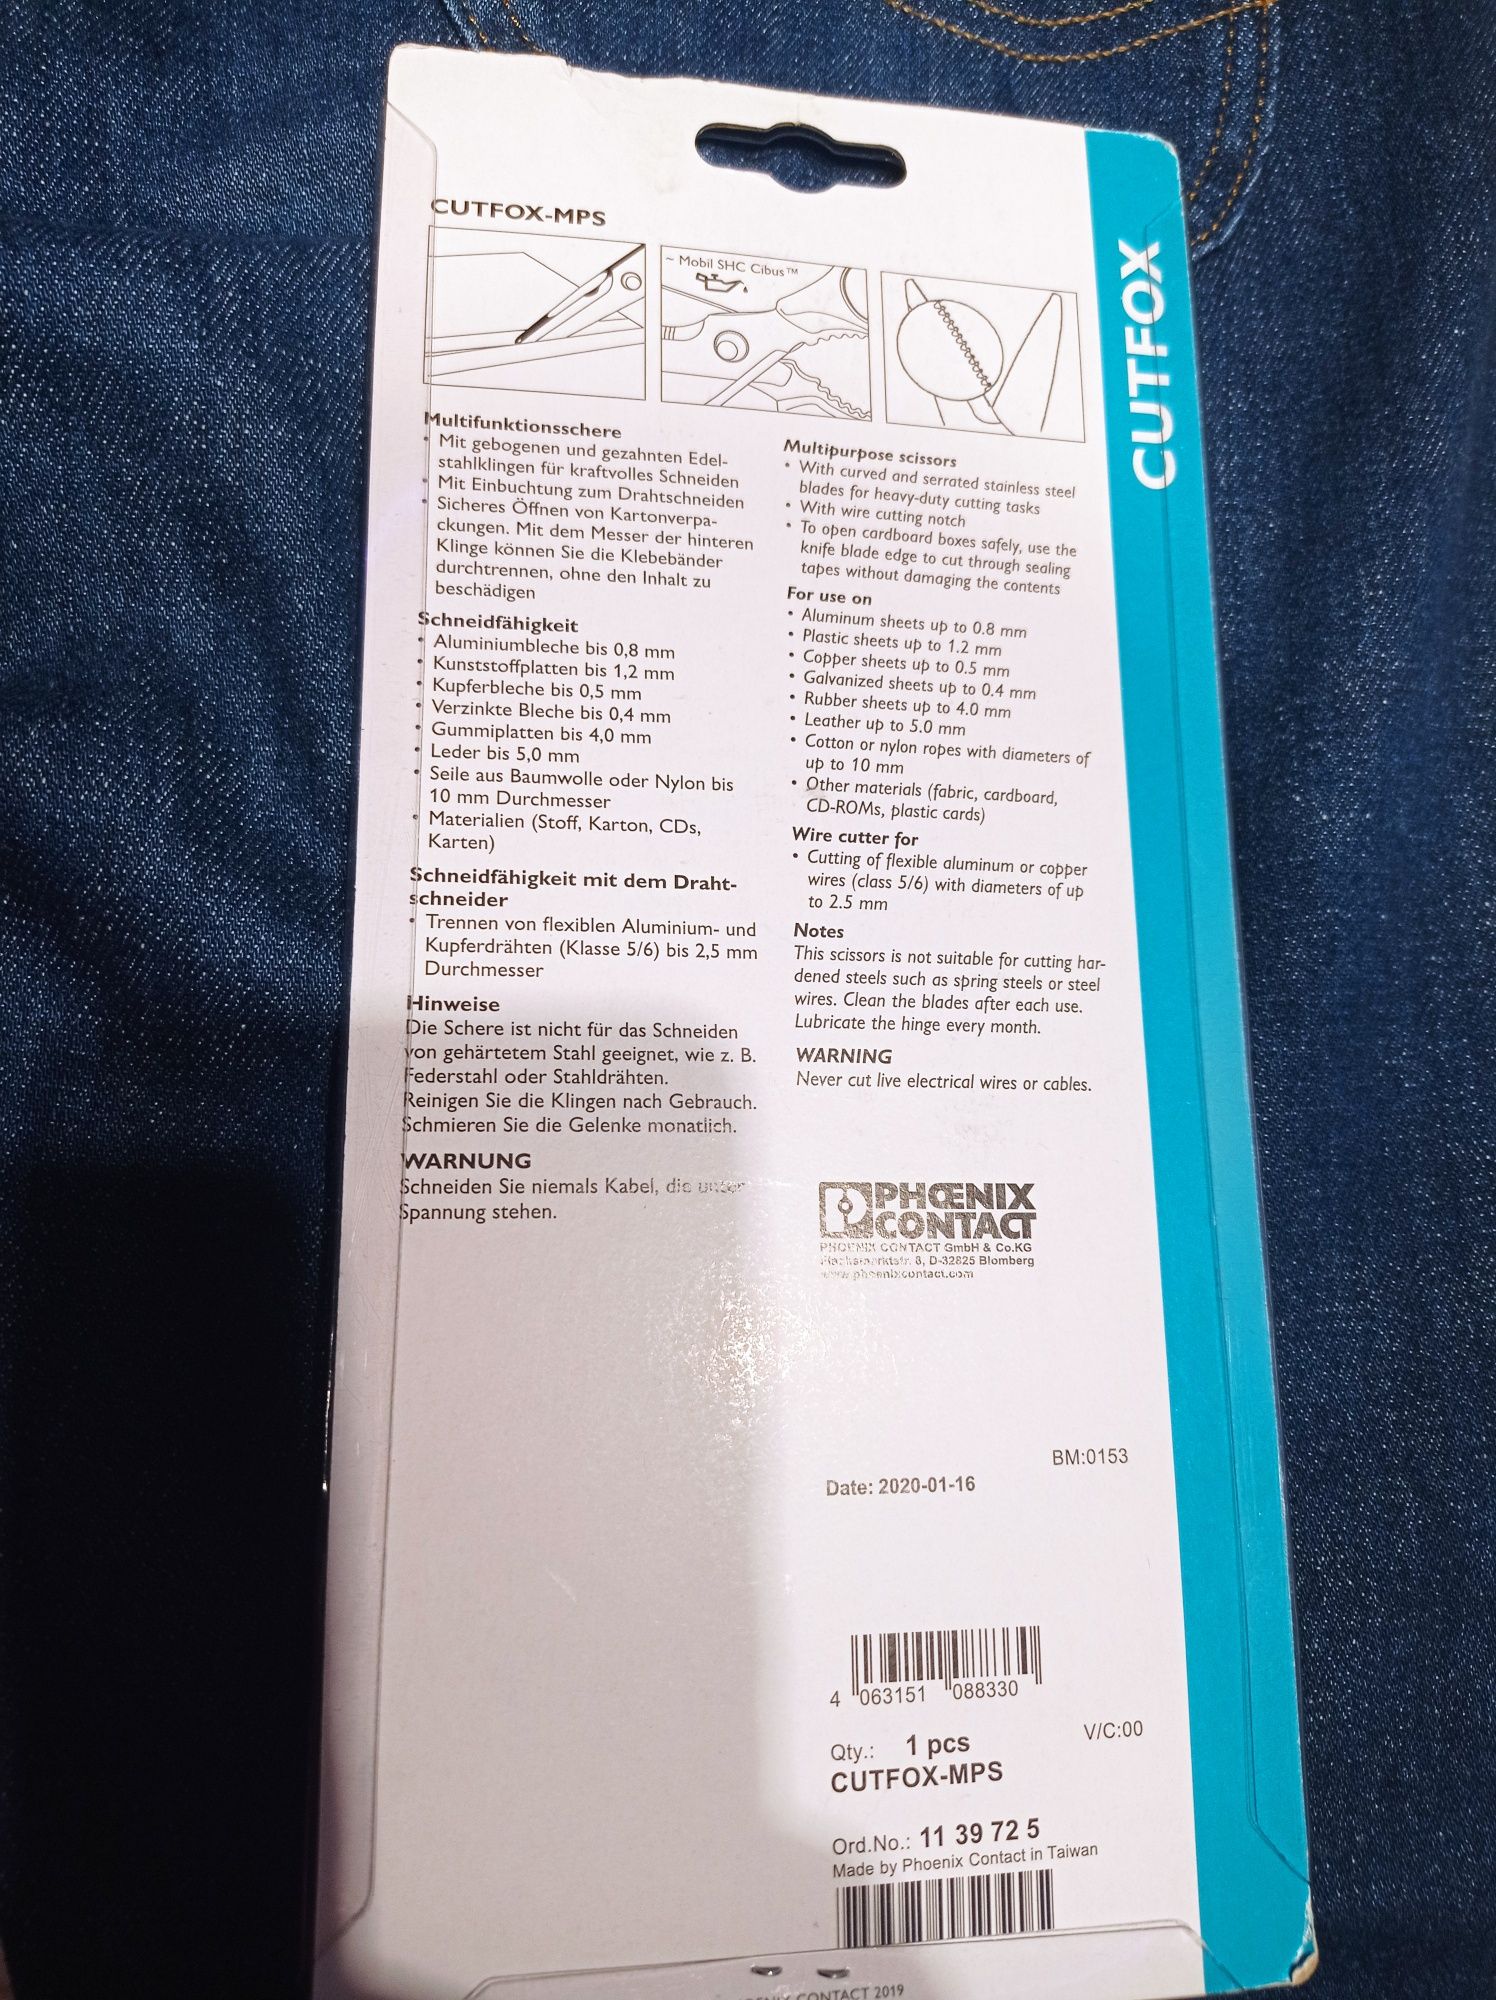 CUTFOX-MPS
~ Mobil SHC Cibus™
CUTFOX
Multifunktionsschere
• Mit gebogenen und gezahnten Edel-
stahlklingen für kraftvolles Schneiden
• Mit Einbuchtung zum Drahtschneiden
• Sicheres Öffnen von Kartonverpa-
ckungen. Mit dem Messer der hinteren
Klinge können Sie die Klebebänder
durchtrennen, ohne den Inhalt zu
beschädigen
Schneidfähigkeit
• Aluminiumbleche bis 0,8 mm
• Kunststoffplatten bis 1,2 mm
• Kupferbleche bis 0,5 mm
• Verzinkte Bleche bis 0,4 mm
• Gummiplatten bis 4,0 mm
• Leder bis 5,0 mm
• Seile aus Baumwolle oder Nylon bis
10 mm Durchmesser
• Materialien (Stoff, Karton, CDs,
Karten)
Schneidfähigkeit mit dem Draht-
schneider
• Trennen von flexiblen Aluminium- und
Kupferdrähten (Klasse 5/6) bis 2,5 mm
Durchmesser
Hinweise
Die Schere ist nicht für das Schneiden
von gehärtetem Stahl geeignet, wie z. B.
Federstahl oder Stahldrähten.
Reinigen Sie die Klingen nach Gebrauch.
Schmieren Sie die Gelenke monatlich.
WARNUNG
Schneiden Sie niemals Kabel, die unter
Spannung stehen.
Multipurpose scissors
• With curved and serrated stainless steel
blades for heavy-duty cutting tasks
• With wire cutting notch
• To open cardboard boxes safely, use the
knife blade edge to cut through sealing
tapes without damaging the contents
For use on
• Aluminum sheets up to 0.8 mm
• Plastic sheets up to 1.2 mm
• Copper sheets up to 0.5 mm
• Galvanized sheets up to 0.4 mm
• Rubber sheets up to 4.0 mm
• Leather up to 5.0 mm
• Cotton or nylon ropes with diameters of
up to 10 mm
• Other materials (fabric, cardboard,
CD-ROMs, plastic cards)
Wire cutter for
• Cutting of flexible aluminum or copper
wires (class 5/6) with diameters of up
to 2.5 mm
Notes
This scissors is not suitable for cutting har-
dened steels such as spring steels or steel
wires. Clean the blades after each use.
Lubricate the hinge every month.
WARNING
Never cut live electrical wires or cables.
PHŒNIX
CONTACT
PHOENIX CONTACT GmbH & Co.KG
Flachsmarktstr. 8, D-32825 Blomberg
www.phoenixcontact.com
BM:0153
Date: 2020-01-16
4 063151 088330
V/C:00
Qty.: 1 pcs
CUTFOX-MPS
Ord.No.: 11 39 72 5
Made by Phoenix Contact in Taiwan
CONTACT 2019